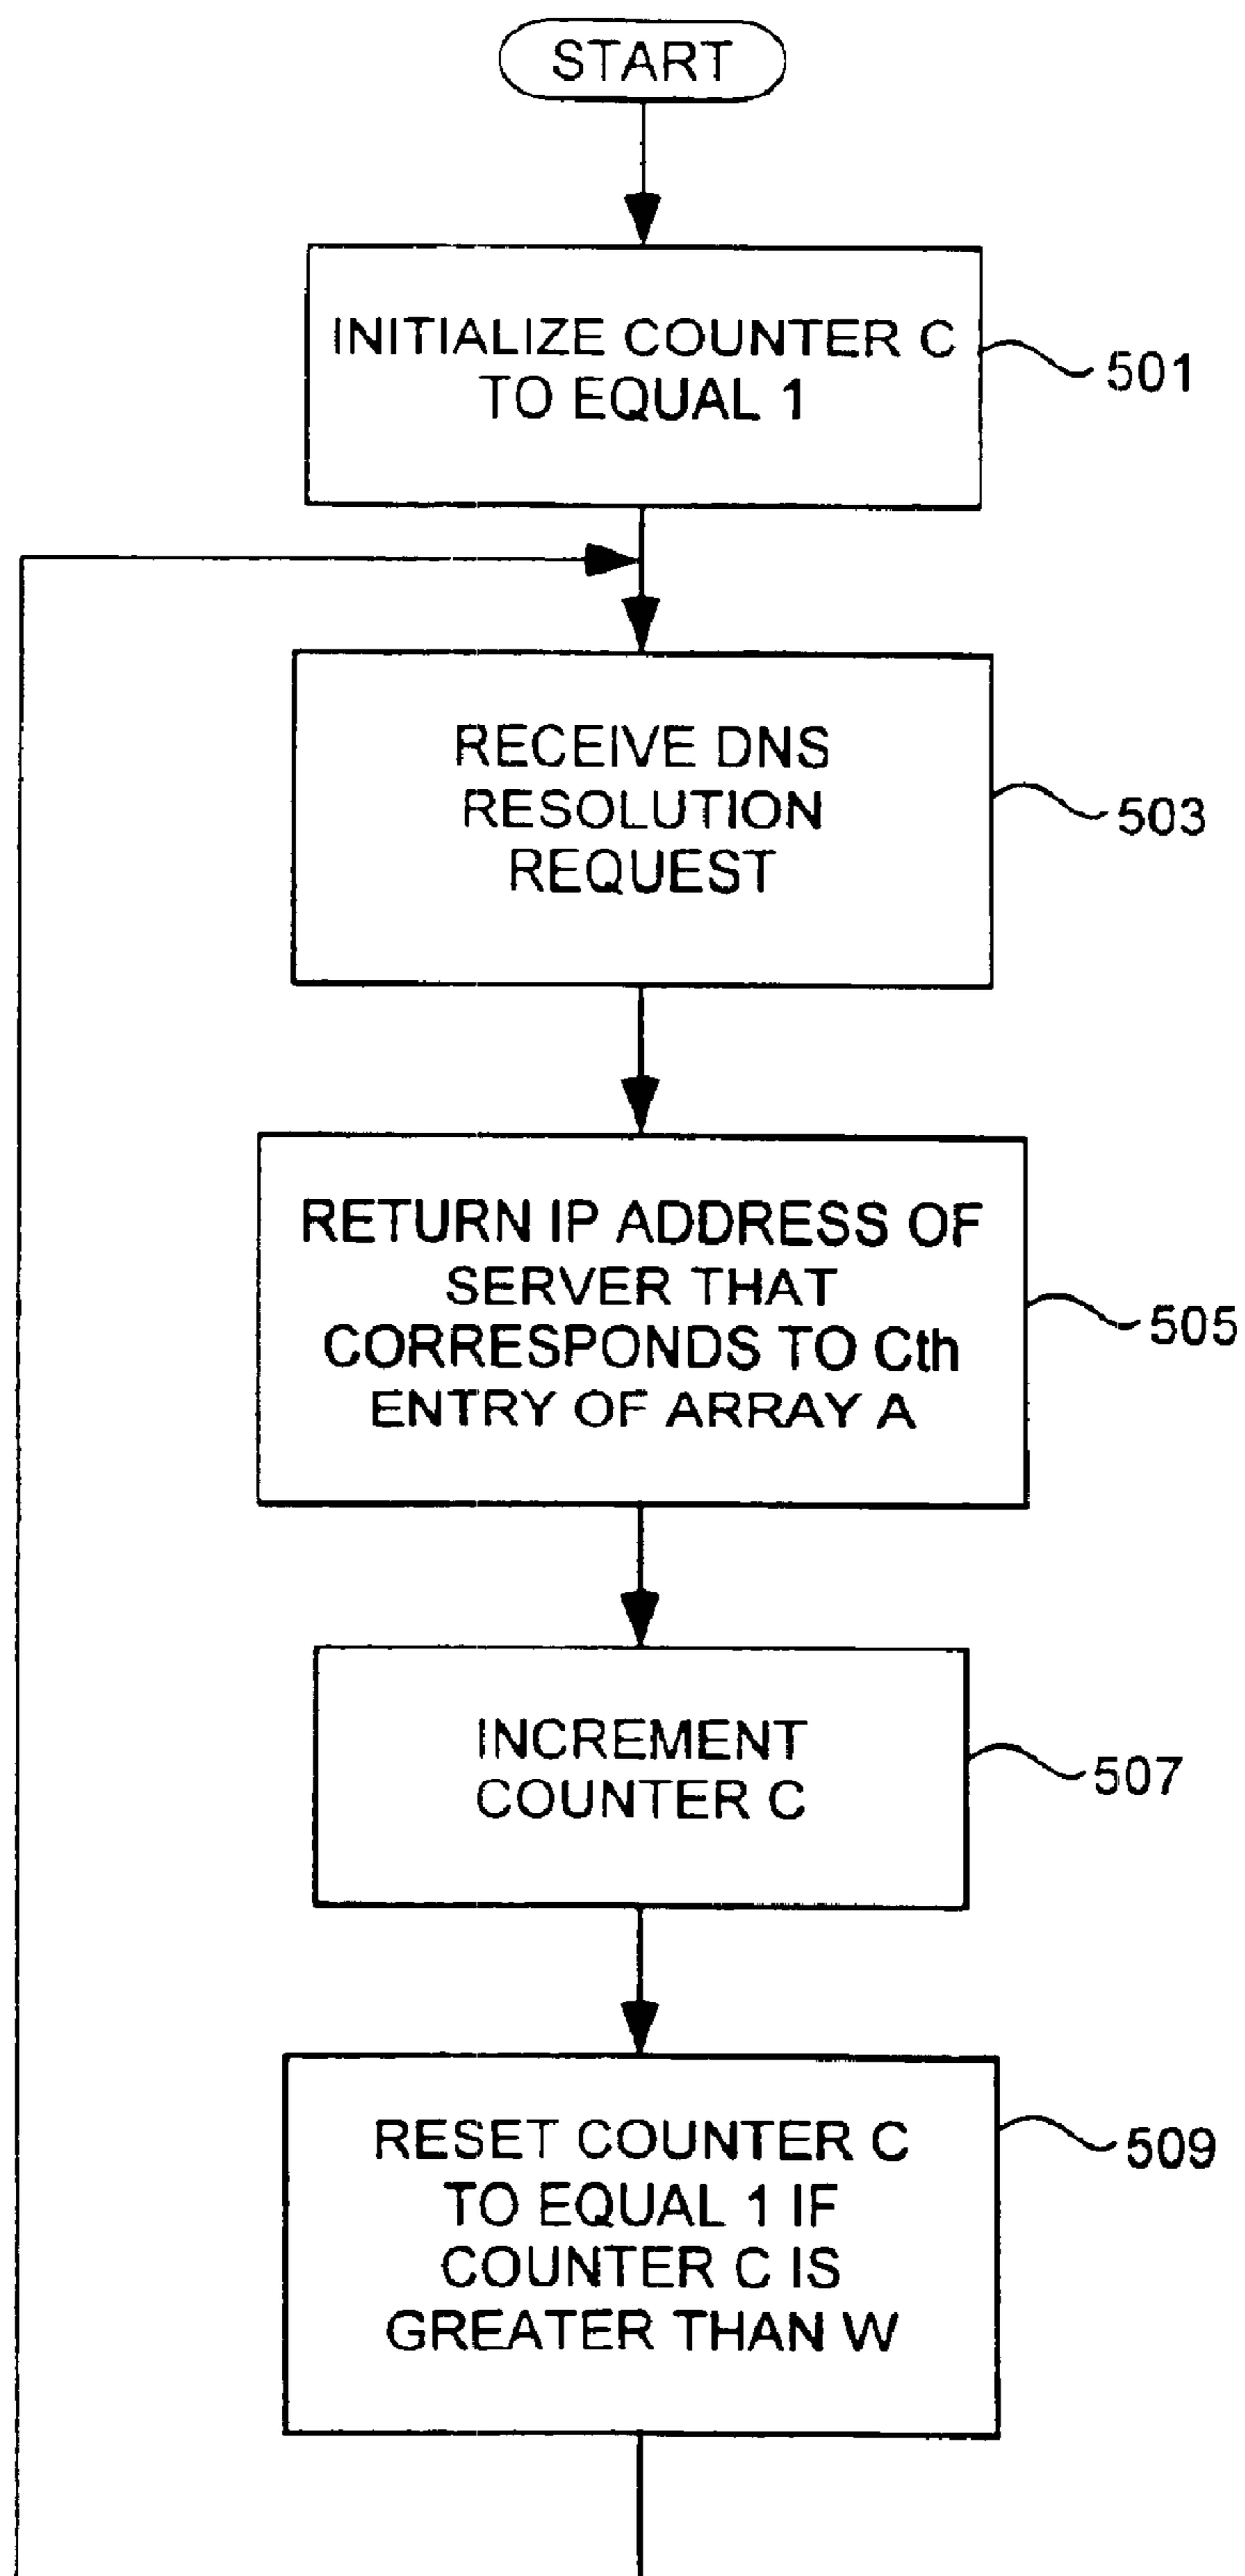 START
INITIALIZE COUNTER C
TO EQUAL 1
501
RECEIVE DNS
RESOLUTION
REQUEST
503
RETURN IP ADDRESS OF
SERVER THAT
CORRESPONDS TO Cth
ENTRY OF ARRAY A
505
INCREMENT
COUNTER C
507
RESET COUNTER C
TO EQUAL 1 IF
COUNTER C IS
GREATER THAN W
509